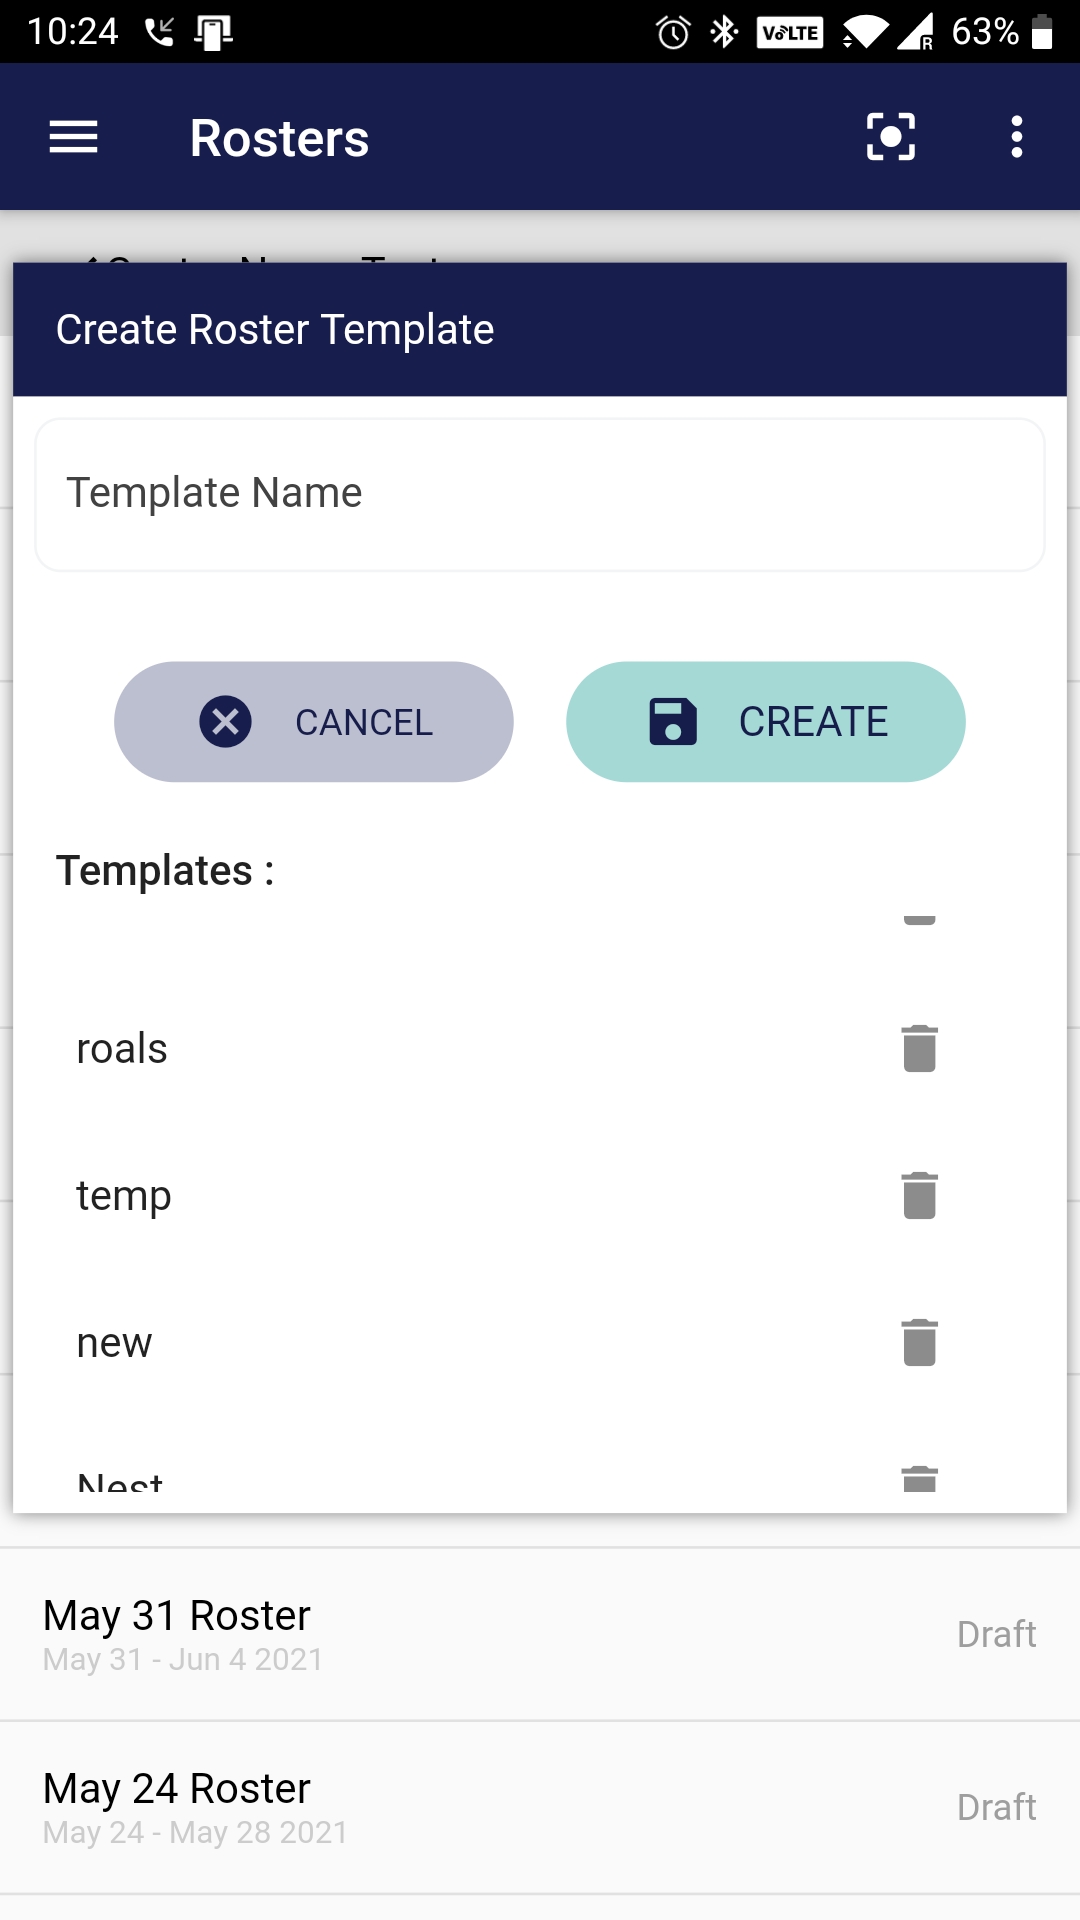 10:24 VoLTE R 63%
Rosters
Create Roster Template
Template Name
CANCEL CREATE
Templates :
roals
temp
new
Nest
May 31 Roster
May 31 - Jun 4 2021
Draft
May 24 Roster
May 24 - May 28 2021
Draft